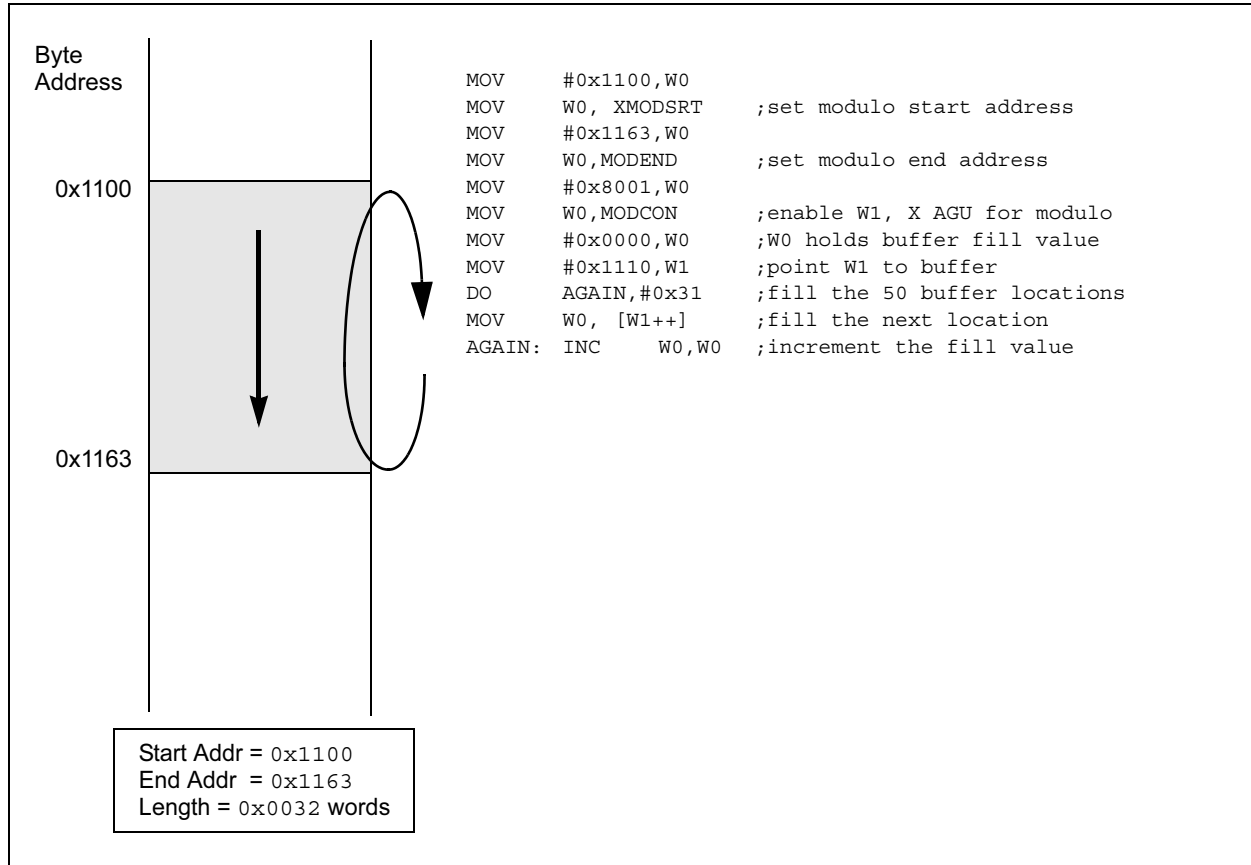 Byte
Address
MOV #0x1100,W0
MOV W0, XMODSRT ;set modulo start address
MOV #0x1163,W0
MOV W0,MODEND ;set modulo end address
MOV #0x8001,W0
MOV W0,MODCON ;enable W1, X AGU for modulo
MOV #0x0000,W0 ;W0 holds buffer fill value
MOV #0x1110,W1 ;point W1 to buffer
DO AGAIN,#0x31 ;fill the 50 buffer locations
MOV W0, [W1++] ;fill the next location
AGAIN: INC W0,W0 ;increment the fill value
0x1100
0x1163
Start Addr = 0x1100
End Addr = 0x1163
Length = 0x0032 words